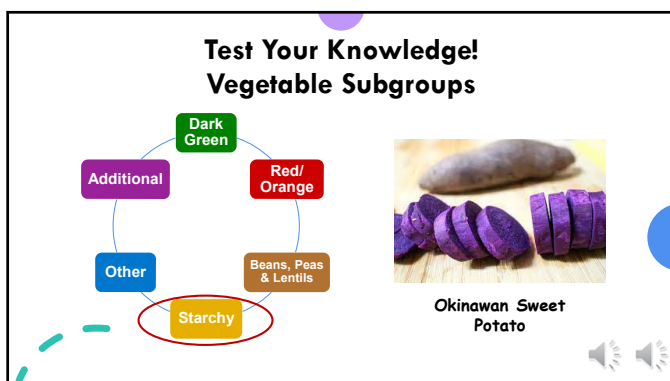 Test Your Knowledge!
Vegetable Subgroups
Dark
Green
Additional
Red/
Orange
Other
Beans, Peas
& Lentils
Starchy
Okinawan Sweet
Potato